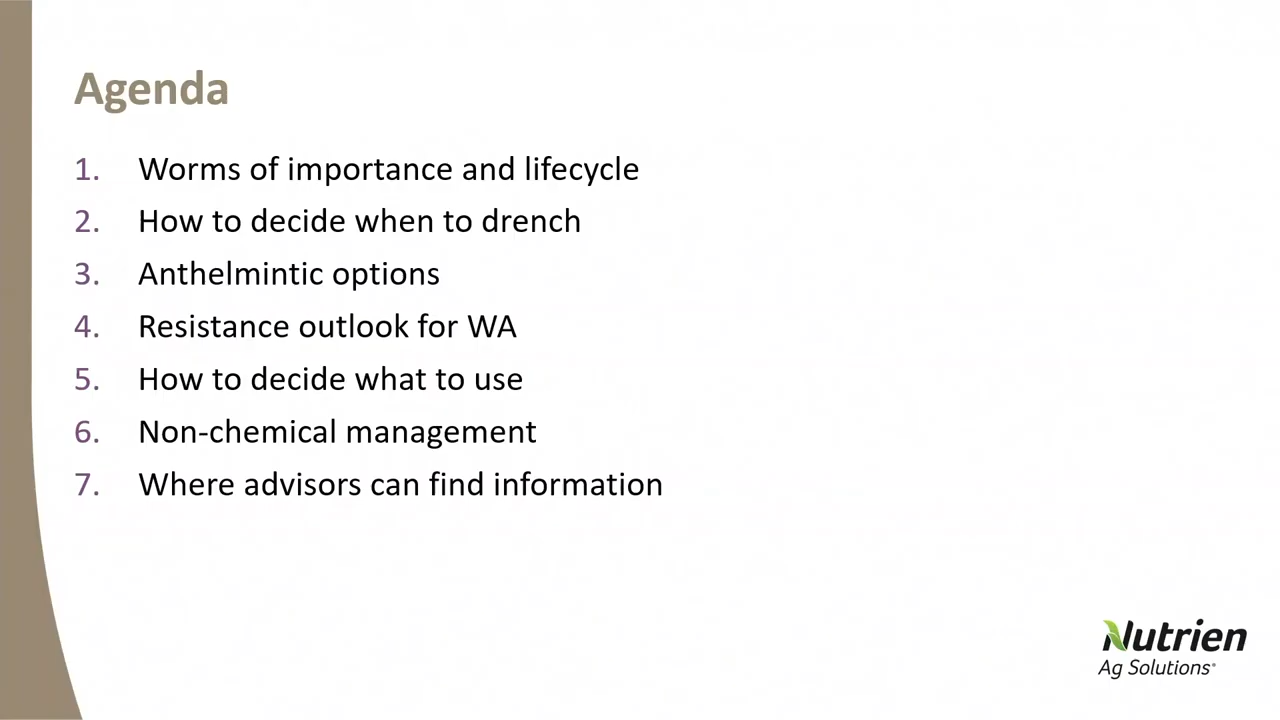 Agenda
1. Worms of importance and lifecycle
2. How to decide when to drench
3. Anthelmintic options
4. Resistance outlook for WA
5. How to decide what to use
6. Non-chemical management
7. Where advisors can find information
Nutrien
Ag Solutions®